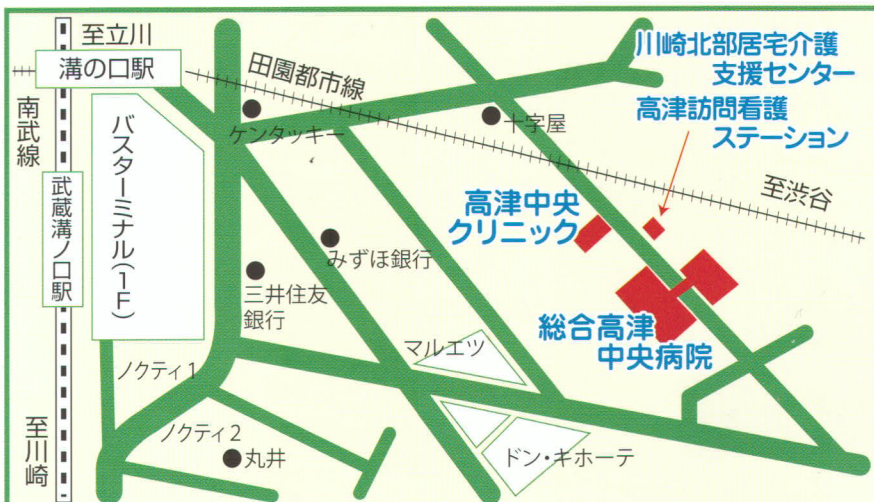 至立川
溝の口駅
南武線
武蔵溝ノ口駅
至川崎
バスターミナル(1F)
田園都市線
ケンタッキー
十字屋
川崎北部居宅介護
支援センター
高津訪問看護
ステーション
至渋谷
高津中央
クリニック
みずほ銀行
三井住友
銀行
総合高津
中央病院
マルエツ
ノクティ1
ノクティ2
丸井
ドン・キホーテ